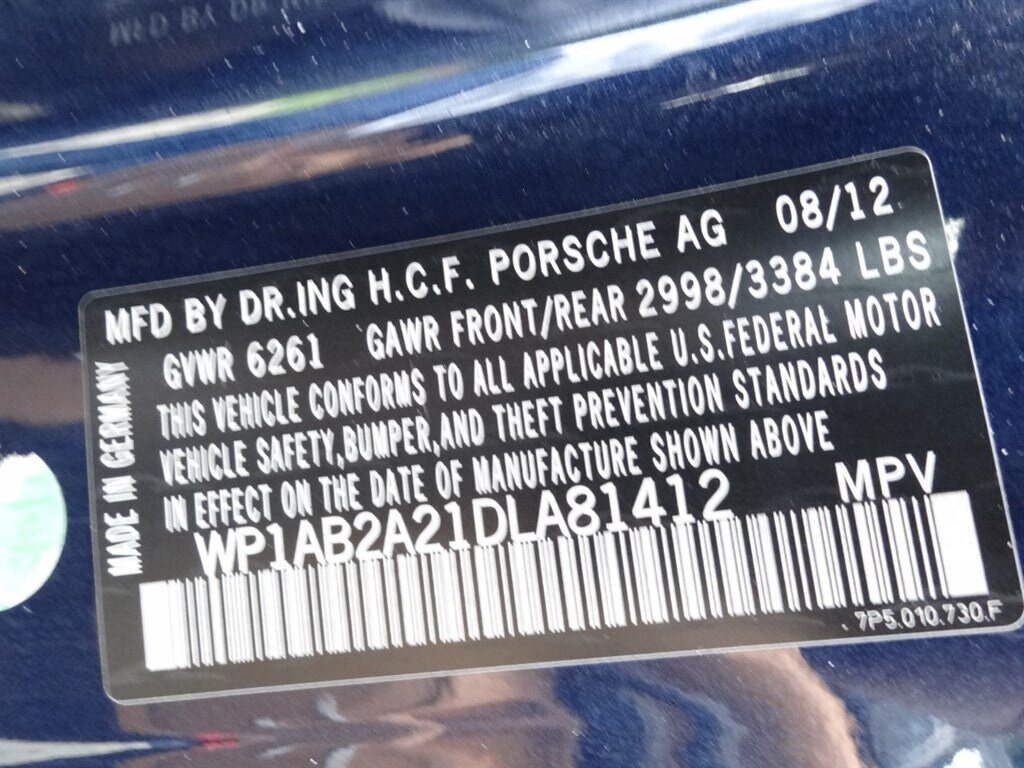 MFD BY DR.ING H.C.F. PORSCHE AG 08/12
GVWR 6261 GAWR FRONT/REAR 2998/3384 LBS
THIS VEHICLE CONFORMS TO ALL APPLICABLE U.S.FEDERAL MOTOR
VEHICLE SAFETY,BUMPER,AND THEFT PREVENTION STANDARDS
IN EFFECT ON THE DATE OF MANUFACTURE SHOWN ABOVE
WP1AB2A21DLA81412 MPV
7P5.010.730.F
MADE IN GERMANY